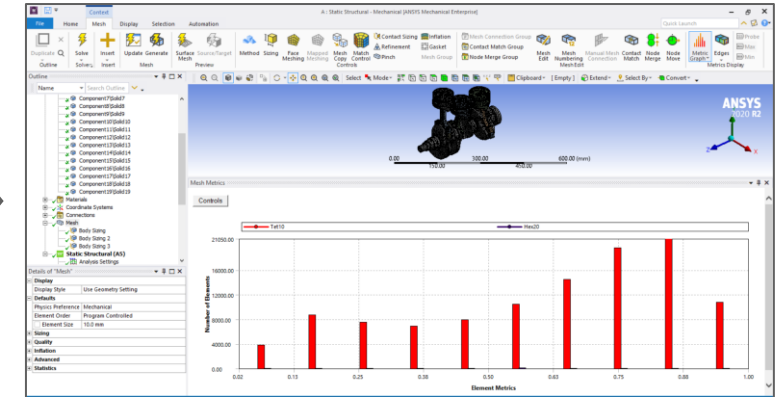 A : Static Structural - Mechanical [ANSYS Mechanical Enterprise]
Context
File Home Mesh Display Selection Automation
Quick Launch
Duplicate Q Solve Insert Update Generate Surface Mesh Source/Target Method Sizing Face Meshing Mapped Meshing Mesh Copy Match Control
Contact Sizing Inflation
Refinement Gasket
Pinch Mesh Group
Mesh Connection Group
Contact Match Group
Node Merge Group
Mesh Edit Mesh Numbering Manual Mesh Connection Contact Match Node Merge Node Move Metric Graph Edges
Probe
Max
Min
Outline Solver Insert Mesh Preview Controls Mesh Edit Metrics Display
Outline
Name Search Outline
Select Mode Clipboard [Empty] Extend Select By Convert
Component7\Solid7
Component8\Solid8
Component9\Solid9
Component10\Solid10
Component11\Solid11
Component12\Solid12
Component13\Solid13
Component14\Solid14
Component15\Solid15
Component16\Solid16
Component17\Solid17
Component18\Solid18
Component19\Solid19
Materials
Coordinate Systems
Connections
Mesh
Body Sizing
Body Sizing 2
Body Sizing 3
Static Structural (A5)
Analysis Settings
Details of "Mesh"
Display
Display Style Use Geometry Setting
Defaults
Physics Preference Mechanical
Element Order Program Controlled
Element Size 10.0 mm
Sizing
Quality
Inflation
Advanced
Statistics
ANSYS
2020 R2
0.00 300.00 600.00 (mm)
150.00 450.00
X
Z
Mesh Metrics
Controls
Tet10 Hex20
21050.00
16000.00
12000.00
8000.00
4000.00
0.00
Number of Elements
0.02 0.13 0.25 0.38 0.50 0.63 0.75 0.88 1.00
Element Metrics